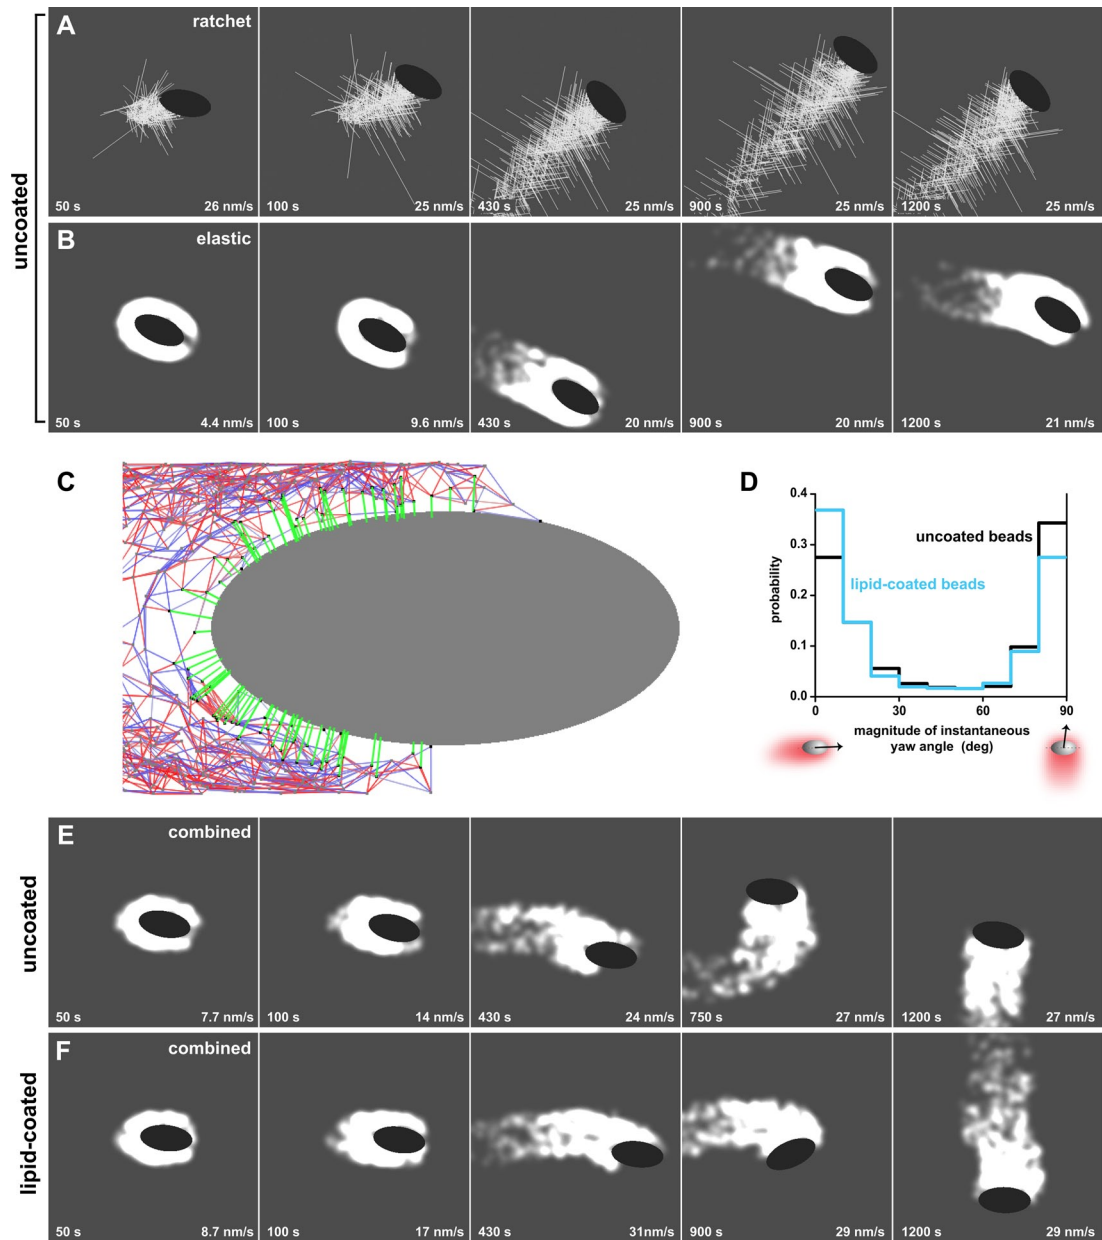 uncoated
A
ratchet
50 s 26 nm/s
100 s 25 nm/s
430 s 25 nm/s
900 s 25 nm/s
1200 s 25 nm/s
B
elastic
50 s 4.4 nm/s
100 s 9.6 nm/s
430 s 20 nm/s
900 s 20 nm/s
1200 s 21 nm/s
C
D
0.4
0.3
0.2
0.1
0.0
probability
uncoated beads
lipid-coated beads
0 30 60 90
magnitude of instantaneous
yaw angle (deg)
uncoated
E
combined
50 s 7.7 nm/s
100 s 14 nm/s
430 s 24 nm/s
750 s 27 nm/s
1200 s 27 nm/s
lipid-coated
F
combined
50 s 8.7 nm/s
100 s 17 nm/s
430 s 31nm/s
900 s 29 nm/s
1200 s 29 nm/s